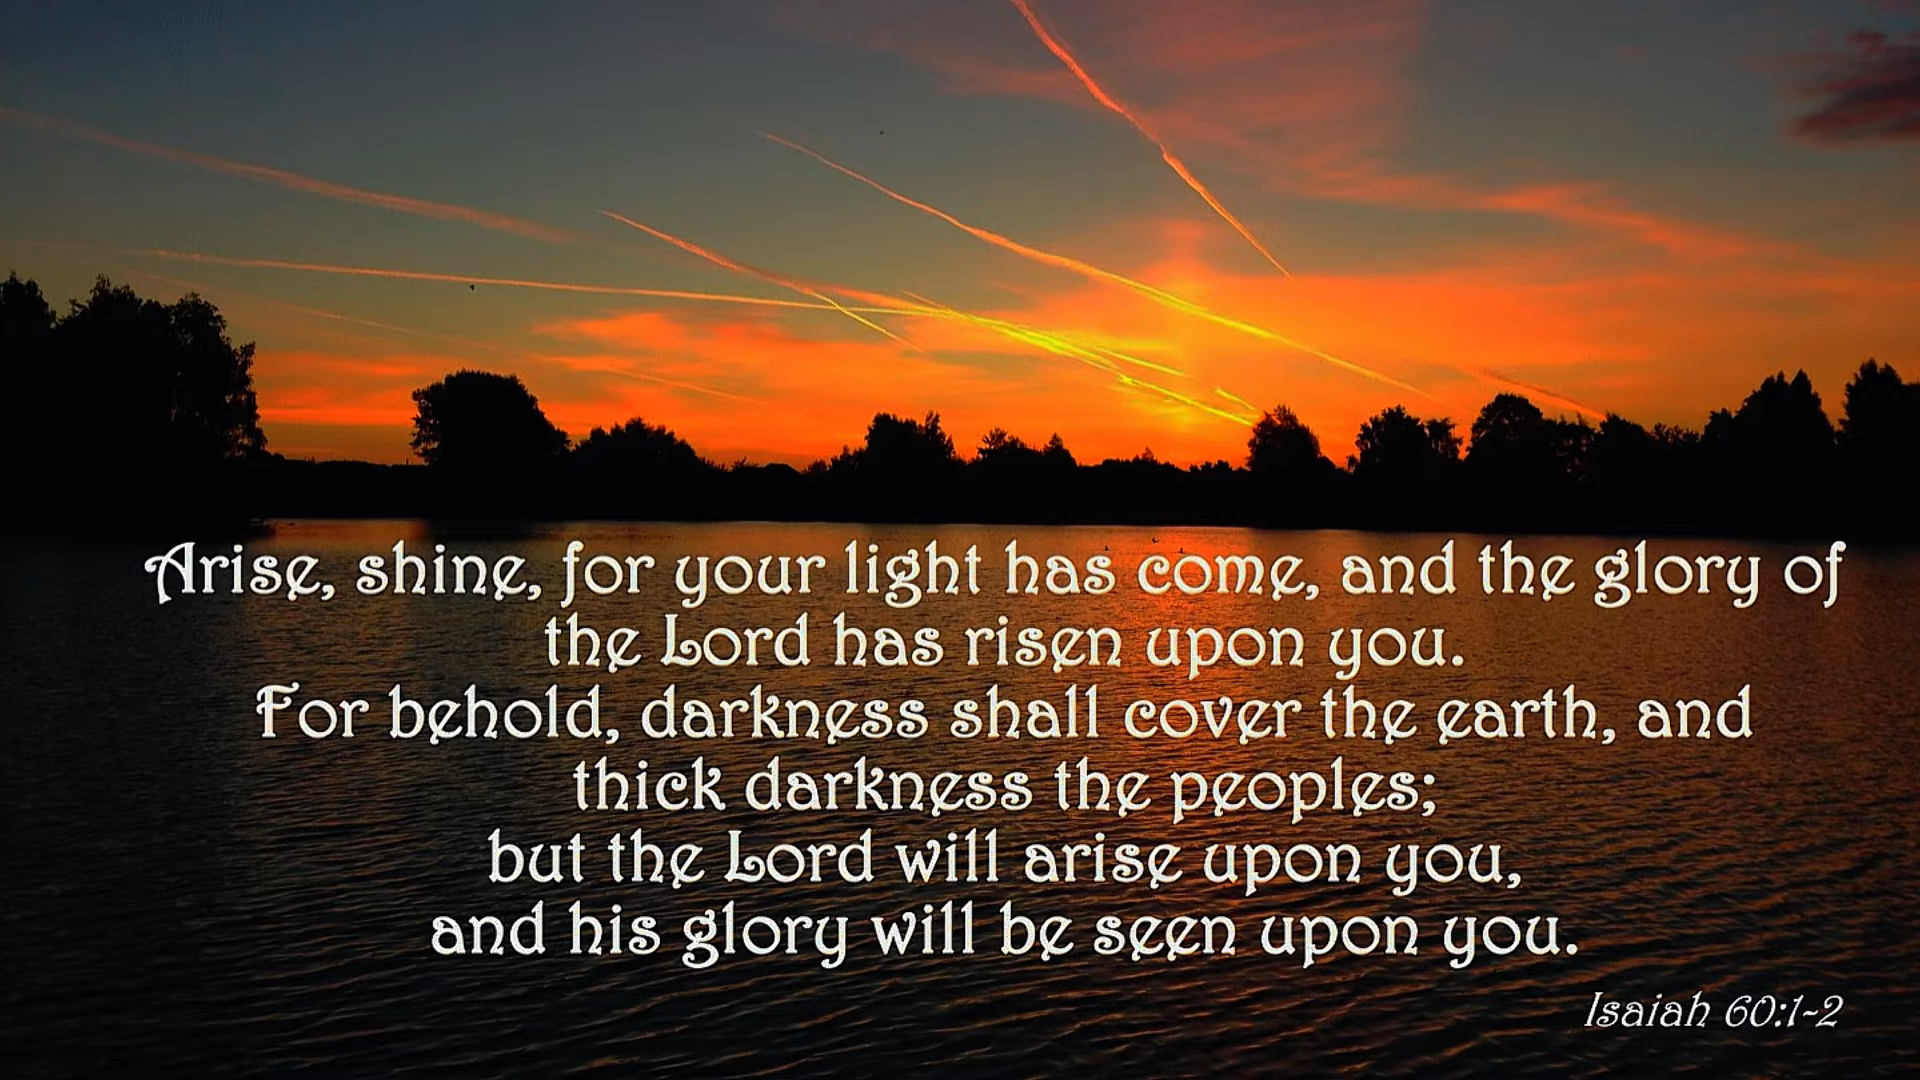 Arise, shine, for your light has come, and the glory of
the Lord has risen upon you.
For behold, darkness shall cover the earth, and
thick darkness the peoples;
but the Lord will arise upon you,
and his glory will be seen upon you.
Isaiah 60:1-2